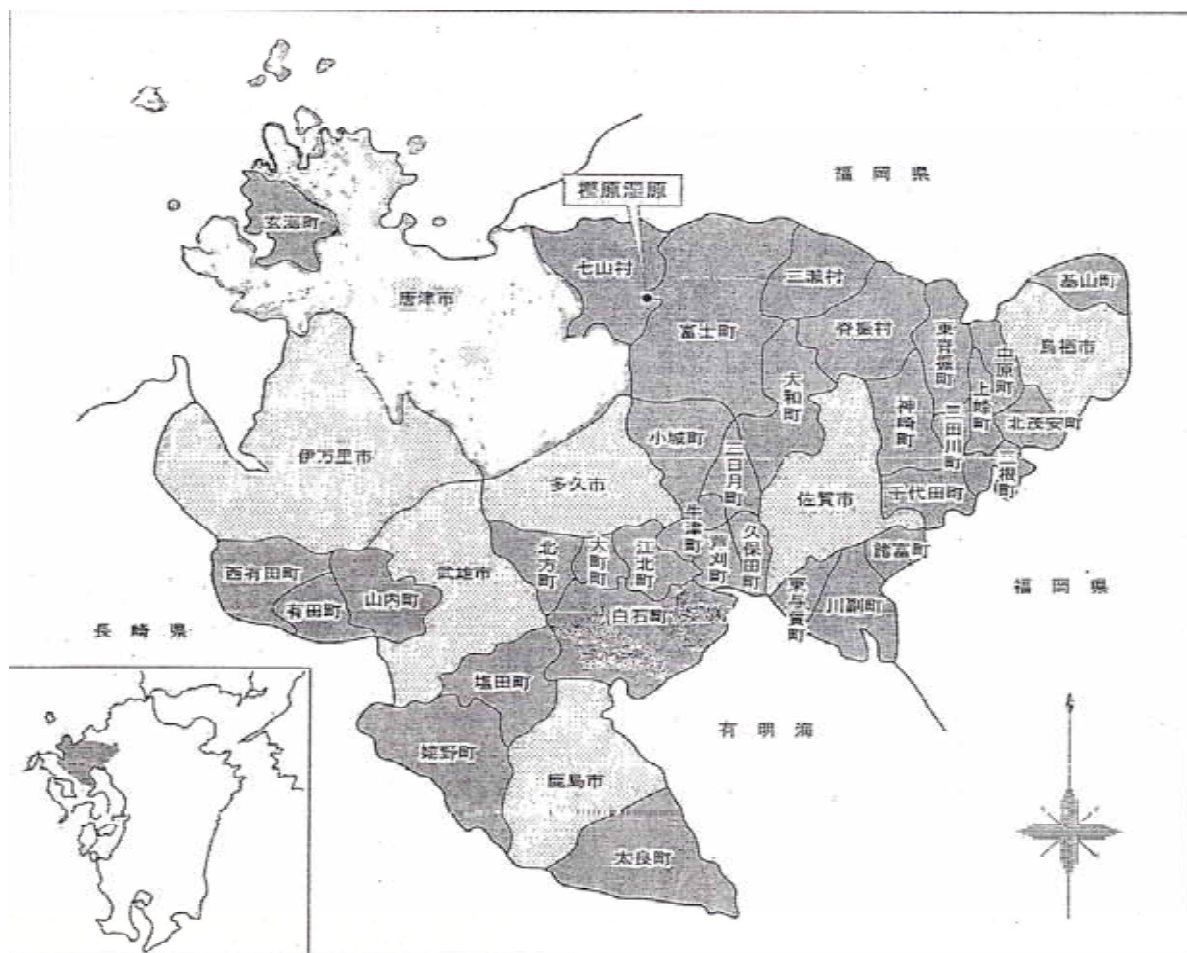 福岡県
樫原湿原
玄海町
七山村
三瀬村
基山町
唐津市
富士町
脊振村
東脊振町
中原町
鳥栖市
大和町
上峰町
神崎町
三田川町
北茂安町
小城町
三日月町
伊万里市
多久市
佐賀市
千代田町
三根町
牛津町
芦刈町
久保田町
北方町
大町町
江北町
諸富町
西有田町
武雄市
山内町
有田町
白石町
東与賀町
川副町
福岡県
長崎県
塩田町
有明海
嬉野町
鹿島市
太良町